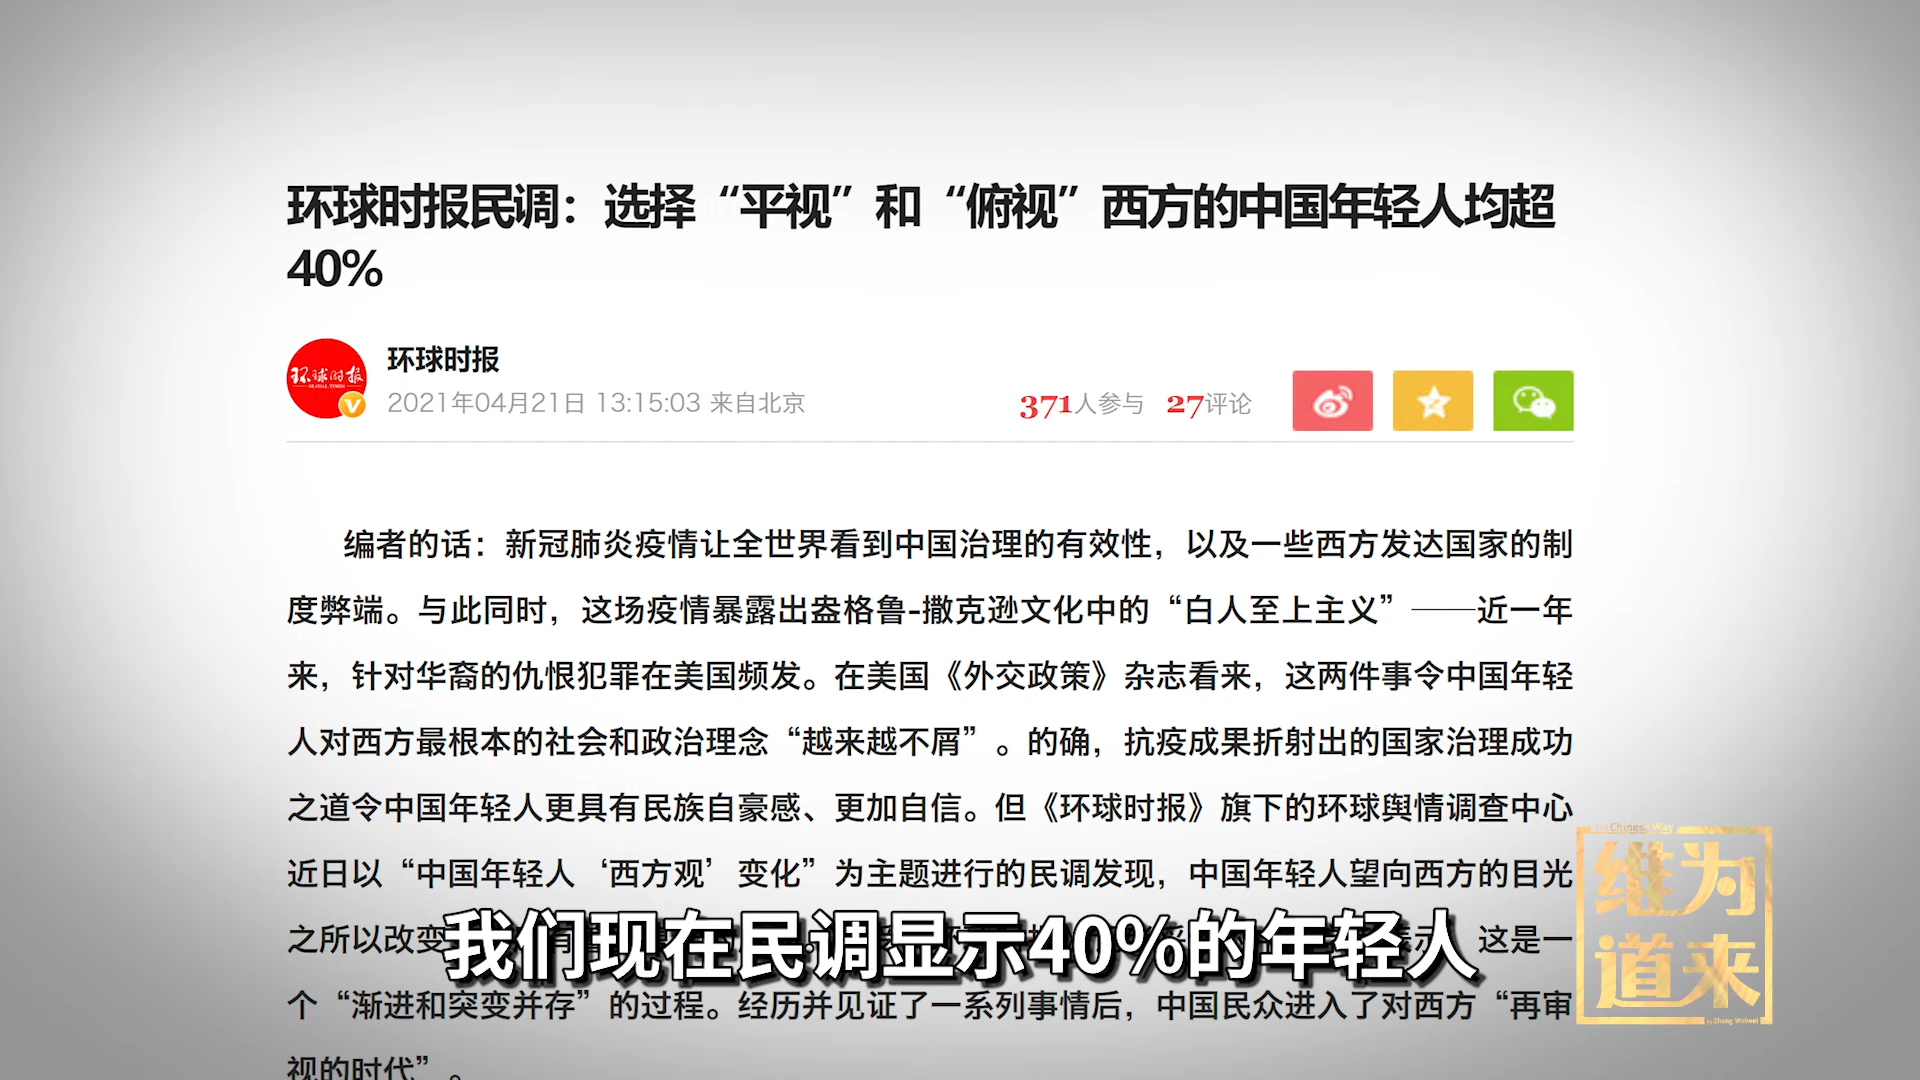 环球时报民调：选择“平视”和“俯视”西方的中国年轻人均超
40%
环球时报
GLOBAL TIMES
环球时报
2021年04月21日 13:15:03 来自北京
371人参与 27评论
编者的话：新冠肺炎疫情让全世界看到中国治理的有效性，以及一些西方发达国家的制
度弊端。与此同时，这场疫情暴露出盎格鲁-撒克逊文化中的“白人至上主义”——近一年
来，针对华裔的仇恨犯罪在美国频发。在美国《外交政策》杂志看来，这两件事令中国年轻
人对西方最根本的社会和政治理念“越来越不屑”。的确，抗疫成果折射出的国家治理成功
之道令中国年轻人更具有民族自豪感、更加自信。但《环球时报》旗下的环球舆情调查中心
近日以“中国年轻人‘西方观’变化”为主题进行的民调发现，中国年轻人望向西方的目光
之所以改变 这是一
我们现在民调显示40%的年轻人
个“渐进和突变并存”的过程。经历并见证了一系列事情后，中国民众进入了对西方“再审
视的时代”。
Chinese Way
维为
道来
by Zhang Weiwei